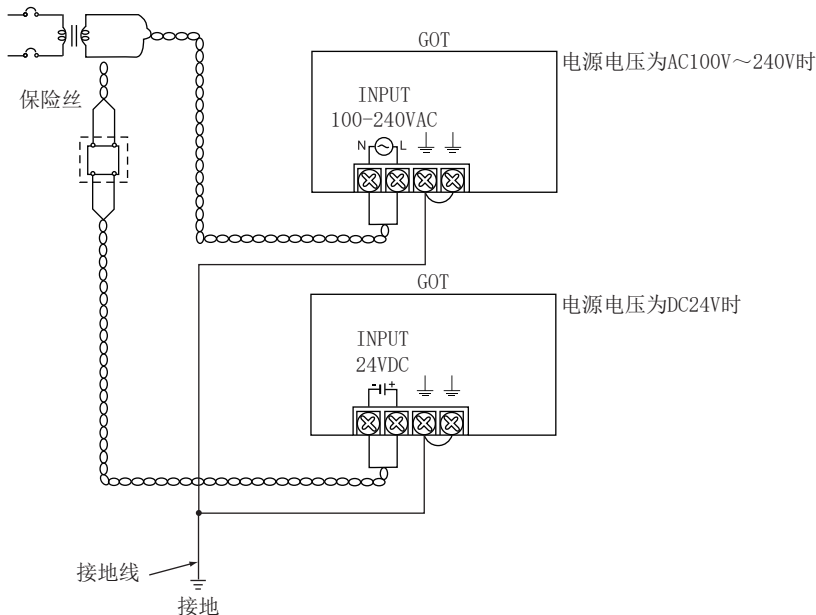 GOT
电源电压为AC100V～240V时
保险丝
INPUT
100-240VAC
N L
GOT
电源电压为DC24V时
INPUT
24VDC
- +
接地线
接地